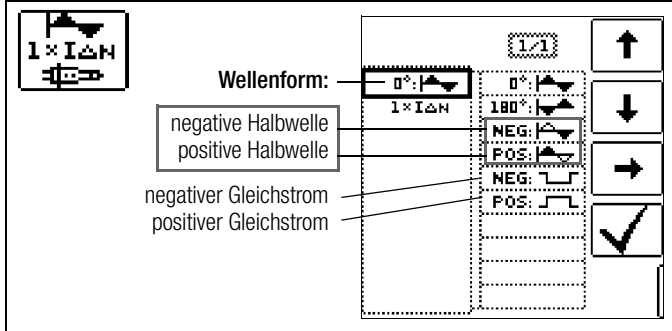 1×IΔN
1/1
Wellenform:
0°:
0°:
1×IΔN
180°:
negative Halbwelle
NEG:
positive Halbwelle
POS:
negativer Gleichstrom
NEG:
positiver Gleichstrom
POS: